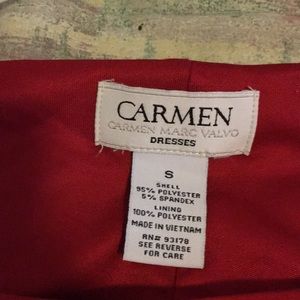 CARMEN
CARMEN MARC VALVO
DRESSES
S
SHELL
95% POLYESTER
5% SPANDEX
LINING
100% POLYESTER
MADE IN VIETNAM
RN# 93178
SEE REVERSE
FOR CARE